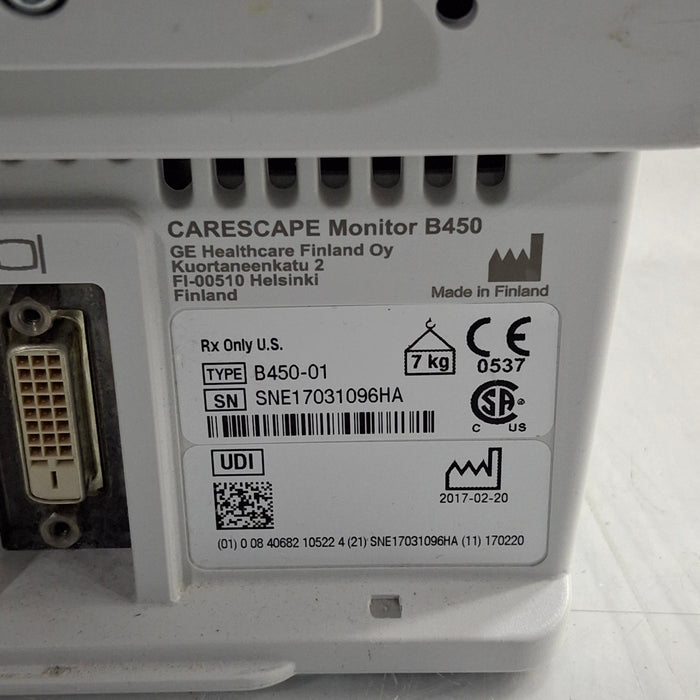 CARESCAPE Monitor B450
GE Healthcare Finland Oy
Kuortaneenkatu 2
FI-00510 Helsinki
Finland
Made in Finland
Rx Only U.S.
7 kg
CE
0537
TYPE B450-01
SN SNE17031096HA
SA
C US
UDI
2017-02-20
(01) 0 08 40682 10522 4 (21) SNE17031096HA (11) 170220